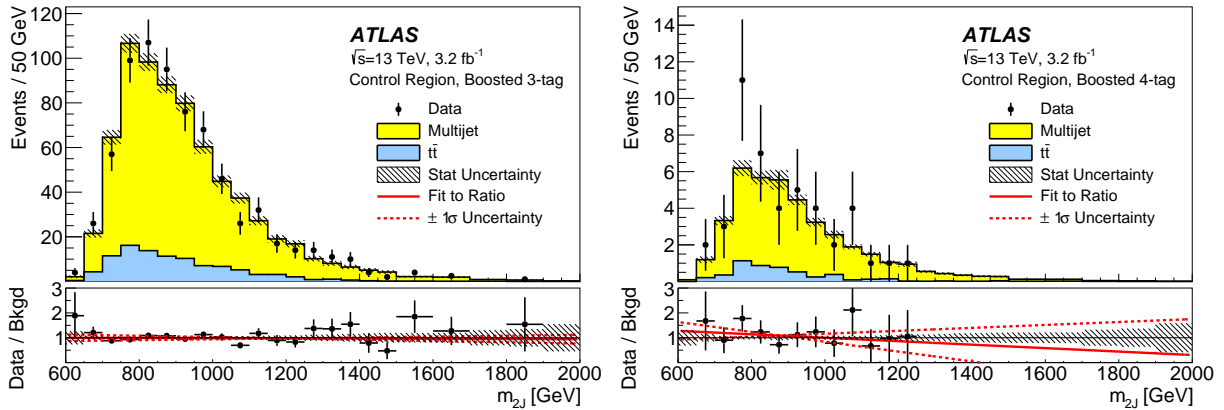 Events / 50 GeV
120
100
80
60
40
20
ATLAS
√s=13 TeV, 3.2 fb⁻¹
Control Region, Boosted 3-tag
Data
Multijet
tt̄
Stat Uncertainty
Fit to Ratio
± 1σ Uncertainty
Data / Bkgd
3
2
1
600 800 1000 1200 1400 1600 1800 2000
m2J [GeV]
Events / 50 GeV
14
12
10
8
6
4
2
ATLAS
√s=13 TeV, 3.2 fb⁻¹
Control Region, Boosted 4-tag
Data
Multijet
tt̄
Stat Uncertainty
Fit to Ratio
± 1σ Uncertainty
Data / Bkgd
3
2
1
600 800 1000 1200 1400 1600 1800 2000
m2J [GeV]